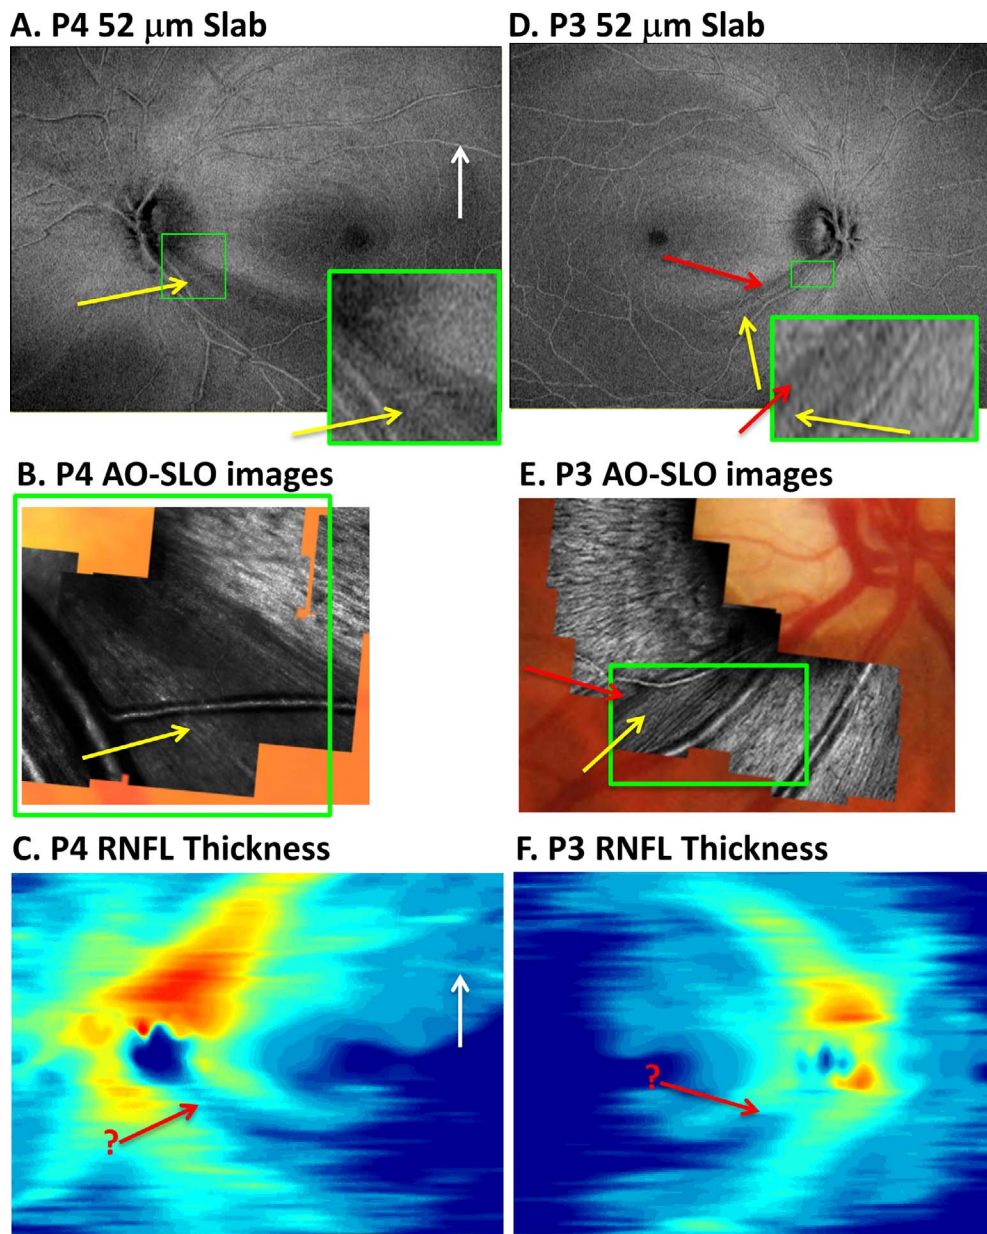 A. P4 52 μm Slab
D. P3 52 μm Slab
B. P4 AO-SLO images
E. P3 AO-SLO images
C. P4 RNFL Thickness
F. P3 RNFL Thickness
?
?